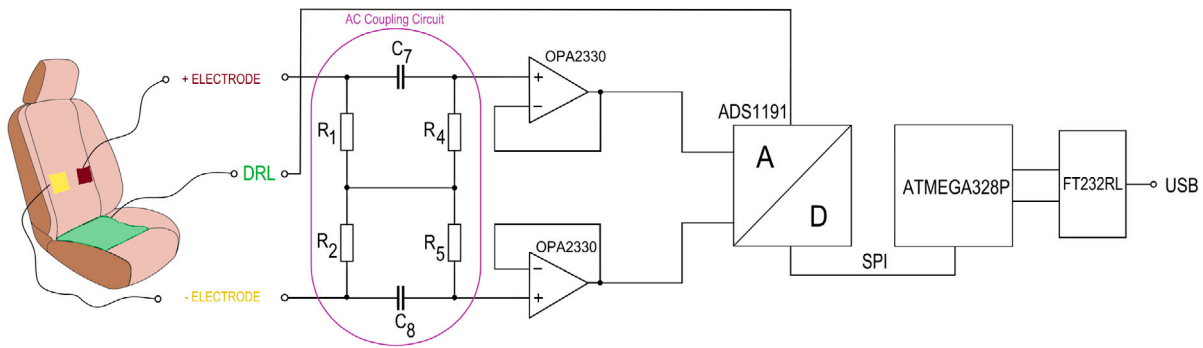 AC Coupling Circuit
C7
OPA2330
+ ELECTRODE
+
−
ADS1191
R1
R4
A
DRL
ATMEGA328P
FT232RL
USB
D
R2
R5
OPA2330
−
SPI
- ELECTRODE
+
C8